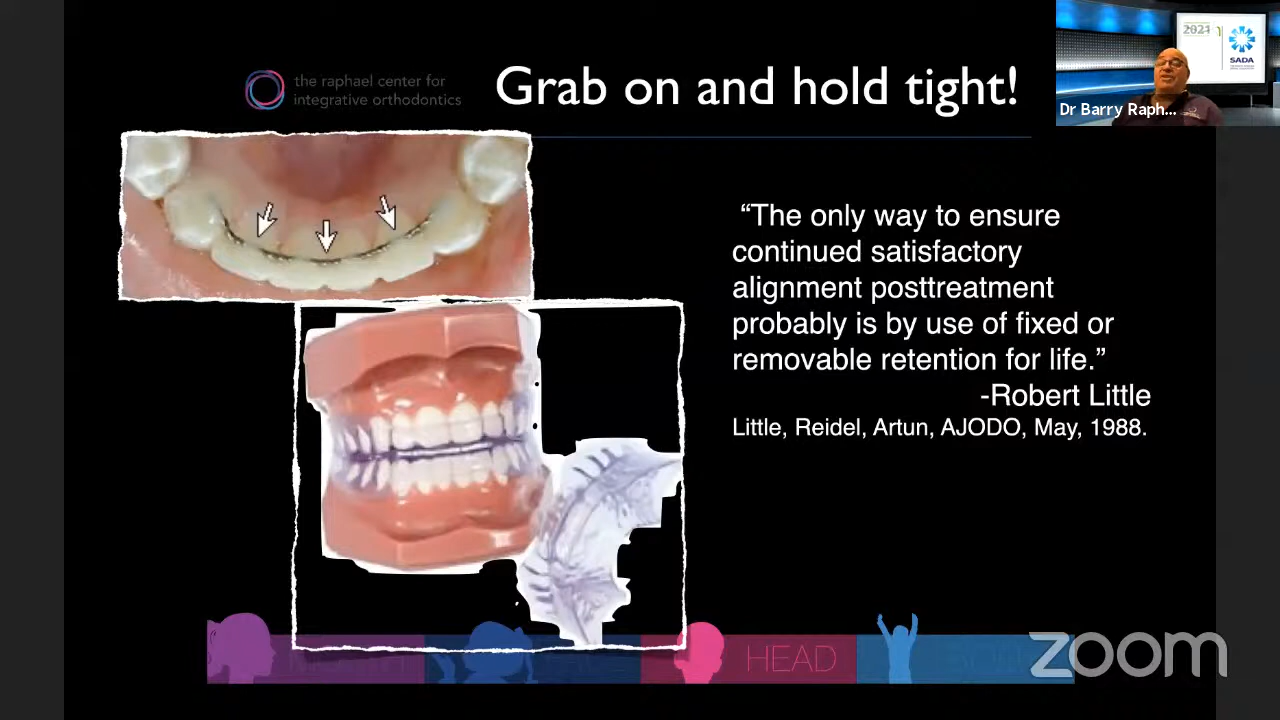 the raphael center for
integrative orthodontics
Grab on and hold tight!
2021
SADA
Dr Barry Raph...
“The only way to ensure
continued satisfactory
alignment posttreatment
probably is by use of fixed or
removable retention for life.”
-Robert Little
Little, Reidel, Artun, AJODO, May, 1988.
HEAD
zoom